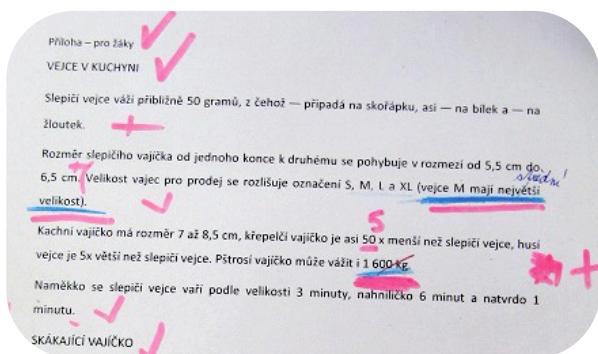 Příloha – pro žáky
VEJCE V KUCHYNI
Slepičí vejce váží přibližně 50 gramů, z čehož — připadá na skořápku, asi — na bílek a — na
žloutek.
Rozměr slepičího vajíčka od jednoho konce k druhému se pohybuje v rozmezí od 5,5 cm do
střední!
6,5 cm. Velikost vajec pro prodej se rozlišuje označení S, M, L a XL (vejce M mají největší
velikost).
5
Kachní vajíčko má rozměr 7 až 8,5 cm, křepelčí vajíčko je asi 50 x menší než slepičí vejce, husí
vejce je 5x větší než slepičí vejce. Pštrosí vajíčko může vážit i 1 600 kg.
Naměkko se slepičí vejce vaří podle velikosti 3 minuty, nahniličko 6 minut a natvrdo 1
minutu.
SKÁKAJÍCÍ VAJÍČKO